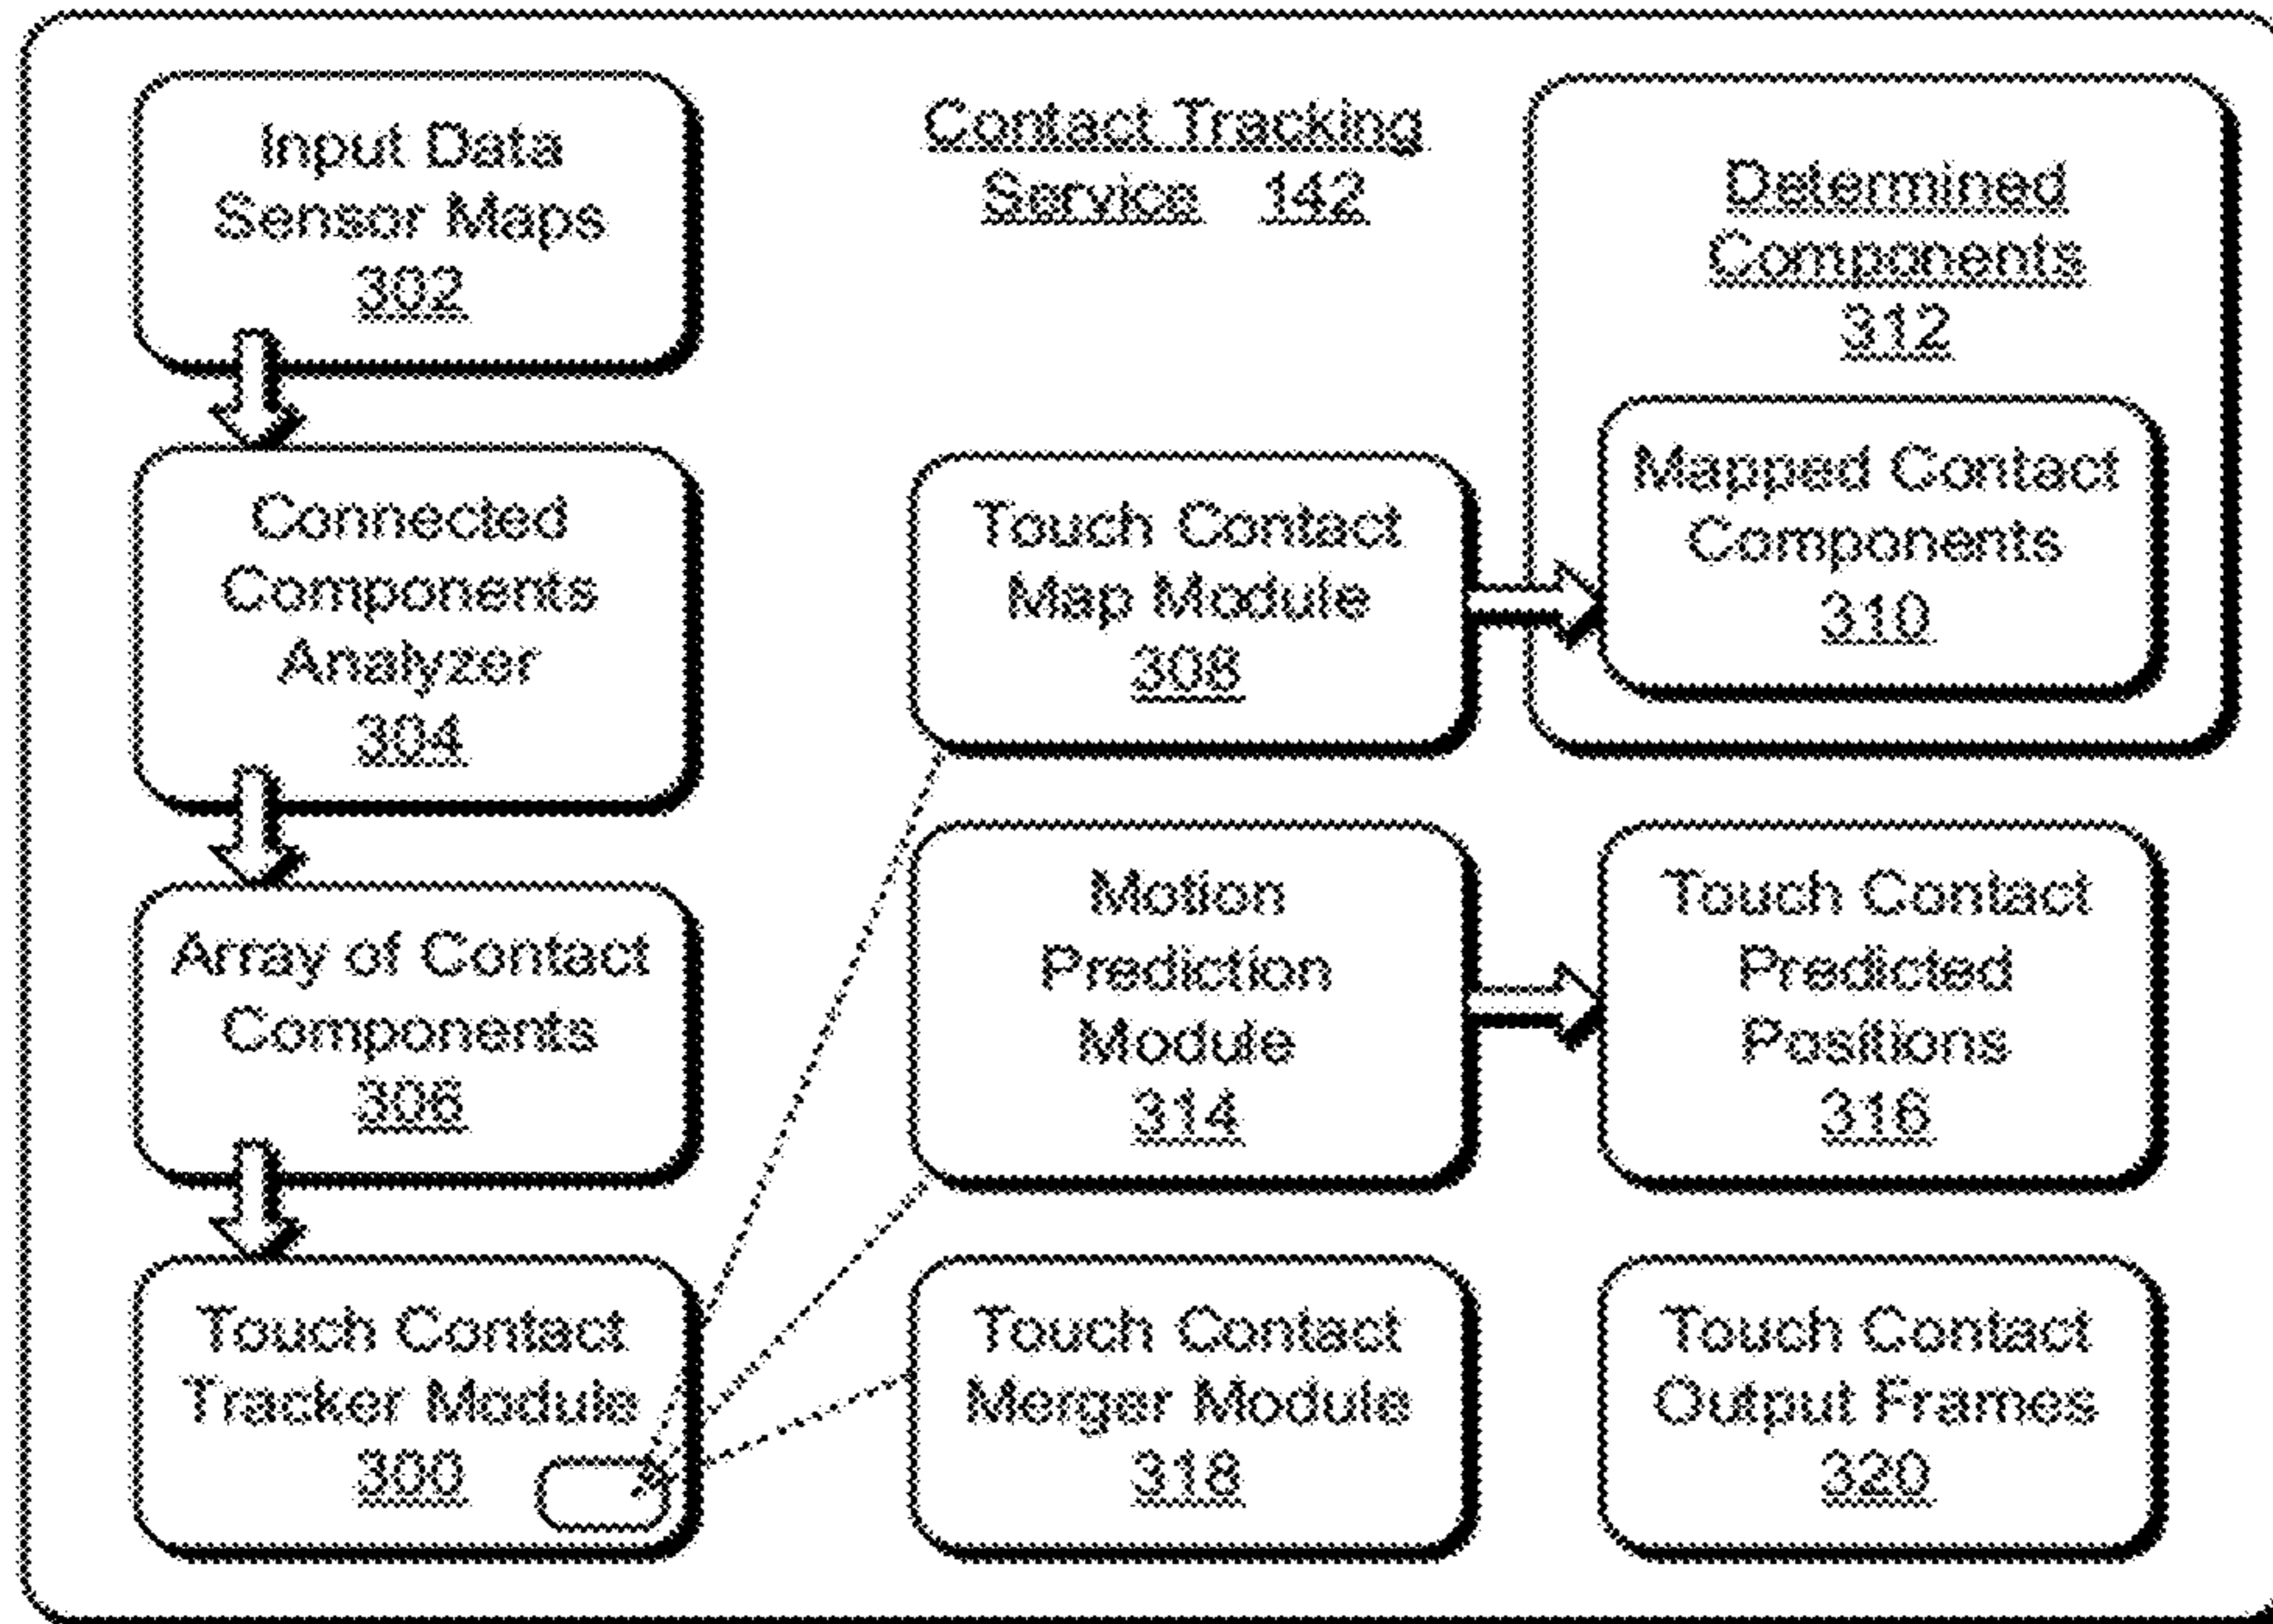 Input Data
Sensor Maps
302
Connected
Components
Analyzer
304
Array of Contact
Components
306
Touch Contact
Tracker Module
300
Contact Tracking
Service 142
Touch Contact
Map Module
308
Motion
Prediction
Module
314
Touch Contact
Merger Module
318
Determined
Components
312
Mapped Contact
Components
310
Touch Contact
Predicted
Positions
316
Touch Contact
Output Frames
320